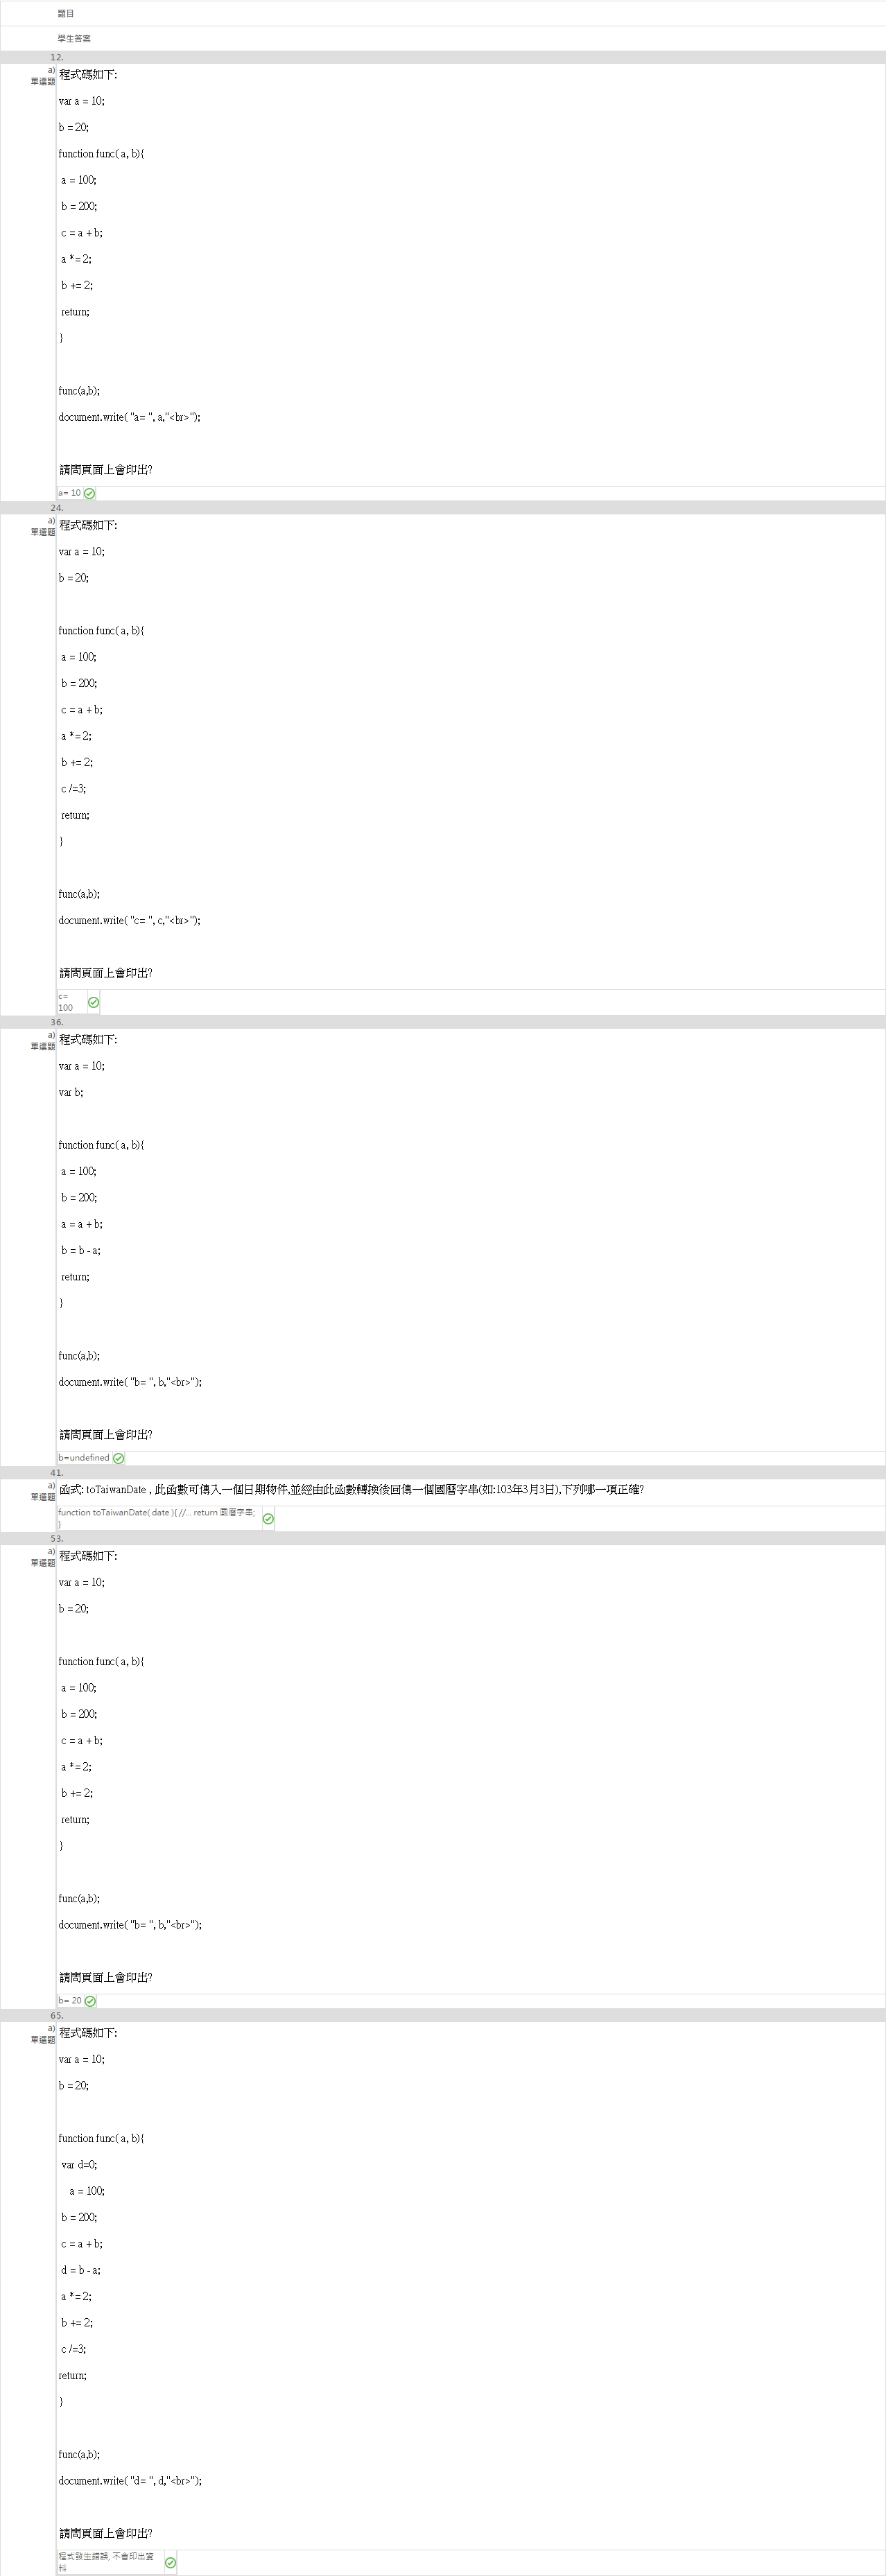 題目
學生答案
12.
a)
單選題
程式碼如下:
var a = 10;
b = 20;
function func( a, b){
a = 100;
b = 200;
c = a + b;
a *= 2;
b += 2;
return;
}
func(a,b);
document.write( "a= ", a,"<br>");
請問頁面上會印出?
a= 10
24.
a)
單選題
程式碼如下:
var a = 10;
b = 20;
function func( a, b){
a = 100;
b = 200;
c = a + b;
a *= 2;
b += 2;
c /=3;
return;
}
func(a,b);
document.write( "c= ", c,"<br>");
請問頁面上會印出?
c=
100
36.
a)
單選題
程式碼如下:
var a = 10;
var b;
function func( a, b){
a = 100;
b = 200;
a = a + b;
b = b - a;
return;
}
func(a,b);
document.write( "b= ", b,"<br>");
請問頁面上會印出?
b=undefined
41.
a)
單選題
函式: toTaiwanDate , 此函數可傳入一個日期物件,並經由此函數轉換後回傳一個國曆字串(如:103年3月3日),下列哪一項正確?
function toTaiwanDate( date ){ //... return 國曆字串;
}
53.
a)
單選題
程式碼如下:
var a = 10;
b = 20;
function func( a, b){
a = 100;
b = 200;
c = a + b;
a *= 2;
b += 2;
return;
}
func(a,b);
document.write( "b= ", b,"<br>");
請問頁面上會印出?
b= 20
65.
a)
單選題
程式碼如下:
var a = 10;
b = 20;
function func( a, b){
var d=0;
a = 100;
b = 200;
c = a + b;
d = b - a;
a *= 2;
b += 2;
c /=3;
return;
}
func(a,b);
document.write( "d= ", d,"<br>");
請問頁面上會印出?
程式發生錯誤, 不會印出資
料